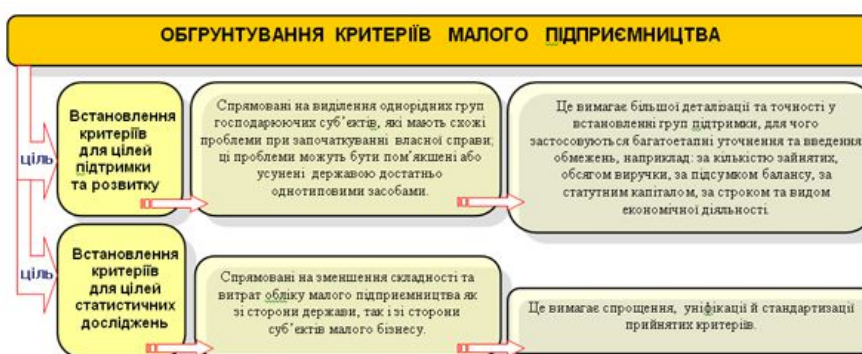 ОБГРУНТУВАННЯ КРИТЕРІЇВ МАЛОГО ПІДПРИЄМНИЦТВА
ціль
Встановлення
критеріїв
для цілей
підтримки
та розвитку
Спрямовані на виділення однорідних груп
господарюючих суб’єктів, які мають схожі
проблеми при започаткуванні власної справи;
ці проблеми можуть бути пом’якшені або
усунені державою достатньо
однотиповими засобами.
Це вимагає більшої деталізації та точності у
встановленні груп підтримки, для чого
застосовуються багатоетапні уточнення та введення
обмежень, наприклад: за кількістю зайнятих,
обсягом виручки, за підсумком балансу, за
статутним капіталом, за строком та видом
економічної діяльності.
ціль
Встановлення
критеріїв
для цілей
статистичних
досліджень
Спрямовані на зменшення складності та
витрат обліку малого підприємництва як
зі сторони держави, так і зі сторони
суб’єктів малого бізнесу.
Це вимагає спрощення, уніфікації й стандартизації
прийнятих критеріїв.